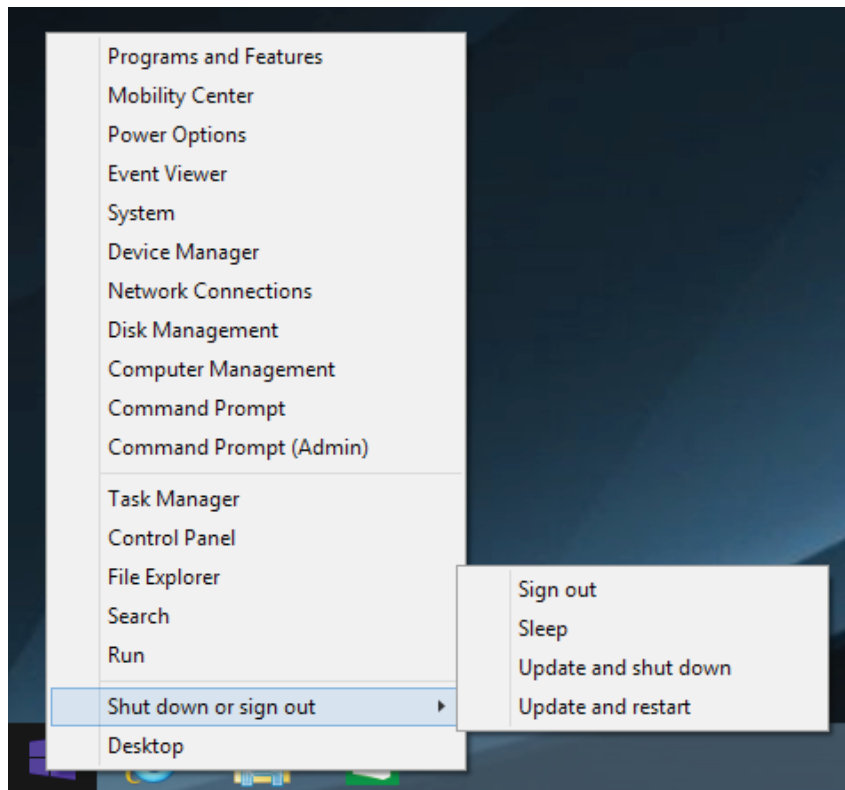 Programs and Features
Mobility Center
Power Options
Event Viewer
System
Device Manager
Network Connections
Disk Management
Computer Management
Command Prompt
Command Prompt (Admin)
Task Manager
Control Panel
File Explorer
Search
Run
Shut down or sign out
Desktop
Sign out
Sleep
Update and shut down
Update and restart